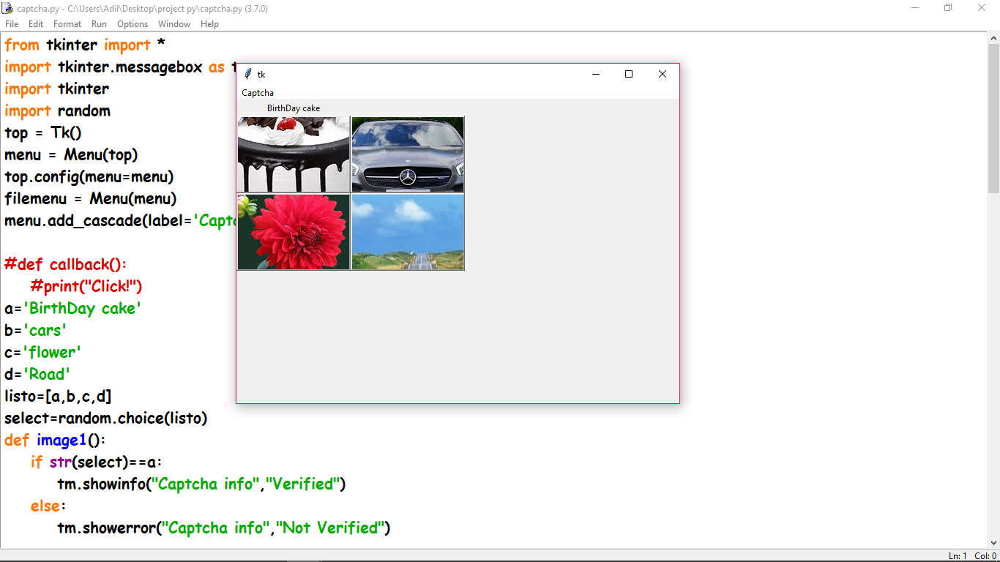 captcha.py - C:\Users\Adil\Desktop\project py\captcha.py (3.7.0)
File Edit Format Run Options Window Help
from tkinter import *
import tkinter.messagebox as
import tkinter
import random
top = Tk()
menu = Menu(top)
top.config(menu=menu)
filemenu = Menu(menu)
menu.add_cascade(label='Capt
#def callback():
#print("Click!")
a='BirthDay cake'
b='cars'
c='flower'
d='Road'
listo=[a,b,c,d]
select=random.choice(listo)
def image1():
if str(select)==a:
tm.showinfo("Captcha info","Verified")
else:
tm.showerror("Captcha info","Not Verified")
tk
Captcha
BirthDay cake
Ln: 1 Col: 0